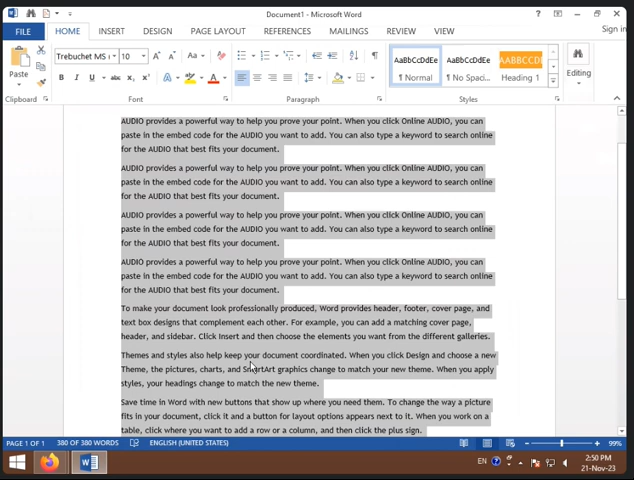 Document1 - Microsoft Word
Sign in
FILE HOME INSERT DESIGN PAGE LAYOUT REFERENCES MAILINGS REVIEW VIEW
Trebuchet MS 10
AaBbCcDdEe AaBbCcDdEe AABBCCDD
Paste
¶ Normal ¶ No Spaci... Heading 1
Editing
Clipboard Font Paragraph Styles
AUDIO provides a powerful way to help you prove your point. When you click Online AUDIO, you can
paste in the embed code for the AUDIO you want to add. You can also type a keyword to search online
for the AUDIO that best fits your document.
AUDIO provides a powerful way to help you prove your point. When you click Online AUDIO, you can
paste in the embed code for the AUDIO you want to add. You can also type a keyword to search online
for the AUDIO that best fits your document.
AUDIO provides a powerful way to help you prove your point. When you click Online AUDIO, you can
paste in the embed code for the AUDIO you want to add. You can also type a keyword to search online
for the AUDIO that best fits your document.
AUDIO provides a powerful way to help you prove your point. When you click Online AUDIO, you can
paste in the embed code for the AUDIO you want to add. You can also type a keyword to search online
for the AUDIO that best fits your document.
To make your document look professionally produced, Word provides header, footer, cover page, and
text box designs that complement each other. For example, you can add a matching cover page,
header, and sidebar. Click Insert and then choose the elements you want from the different galleries.
Themes and styles also help keep your document coordinated. When you click Design and choose a new
Theme, the pictures, charts, and SmartArt graphics change to match your new theme. When you apply
styles, your headings change to match the new theme.
Save time in Word with new buttons that show up where you need them. To change the way a picture
fits in your document, click it and a button for layout options appears next to it. When you work on a
table, click where you want to add a row or a column, and then click the plus sign.
PAGE 1 OF 1 380 OF 380 WORDS ENGLISH (UNITED STATES) 99%
EN 2:50 PM
21-Nov-23